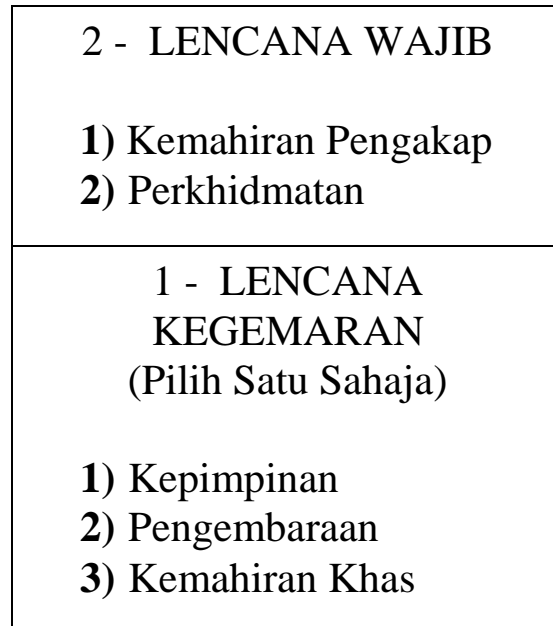 2 - LENCANA WAJIB
1) Kemahiran Pengakap
2) Perkhidmatan
1 - LENCANA
KEGEMARAN
(Pilih Satu Sahaja)
1) Kepimpinan
2) Pengembaraan
3) Kemahiran Khas